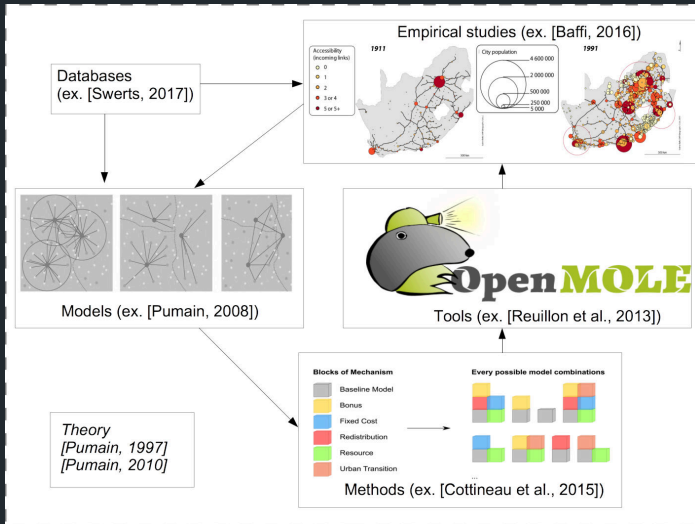 Empirical studies (ex. [Baffi, 2016])
Accessibility
(incoming links)
0
1
2
3 or 4
5 or 5+
1911
City population
4 600 000
2 000 000
500 000
250 000
5 000
1991
Databases
(ex. [Swerts, 2017])
Models (ex. [Pumain, 2008])
OpenMOLE
Tools (ex. [Reuillon et al., 2013])
Blocks of Mechanism
Baseline Model
Bonus
Fixed Cost
Redistribution
Resource
Urban Transition
Every possible model combinations
...
Methods (ex. [Cottineau et al., 2015])
Theory
[Pumain, 1997]
[Pumain, 2010]